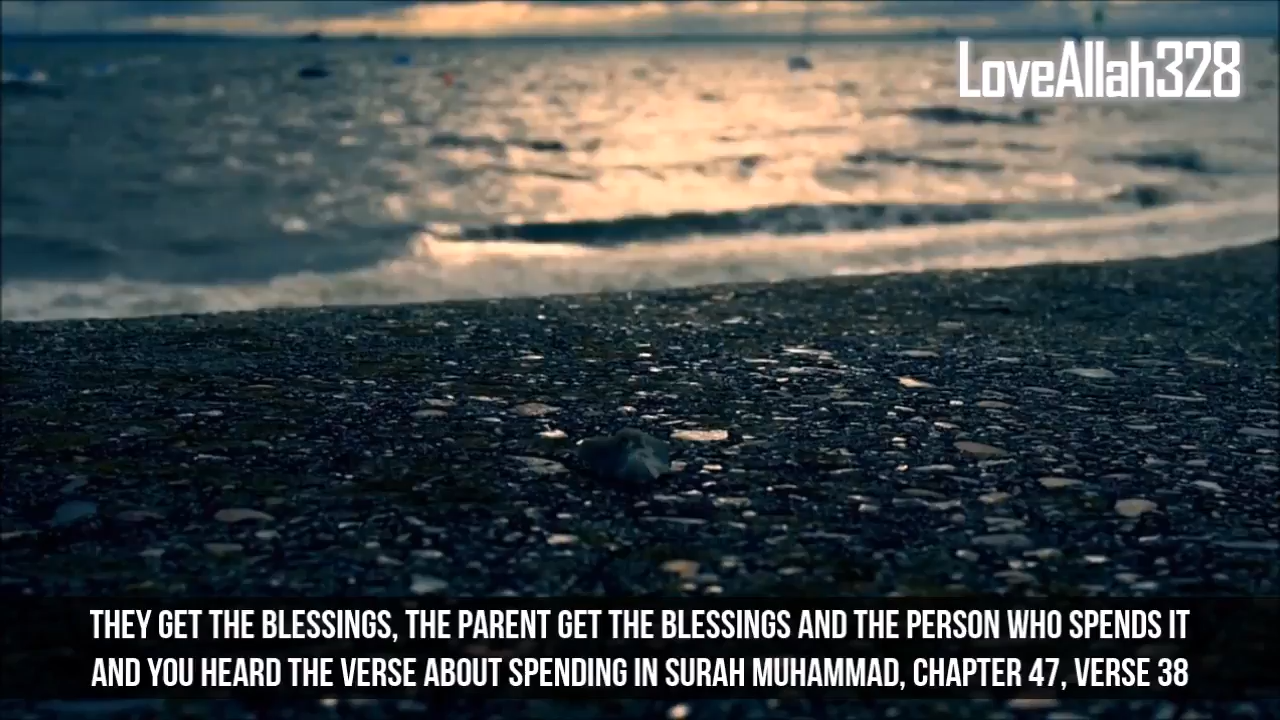 LoveAllah328
THEY GET THE BLESSINGS, THE PARENT GET THE BLESSINGS AND THE PERSON WHO SPENDS IT
AND YOU HEARD THE VERSE ABOUT SPENDING IN SURAH MUHAMMAD, CHAPTER 47, VERSE 38